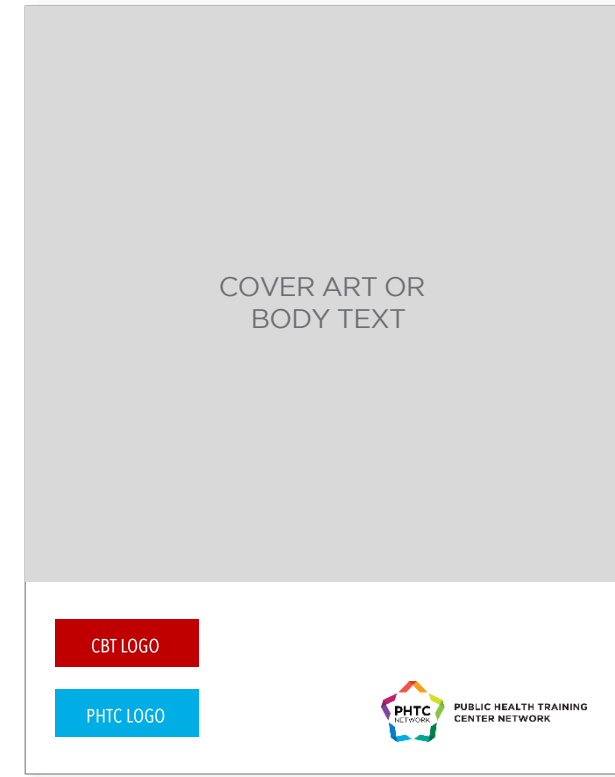 COVER ART OR
BODY TEXT
CBT LOGO
PHTC LOGO
PHTC
NETWORK
PUBLIC HEALTH TRAINING
CENTER NETWORK